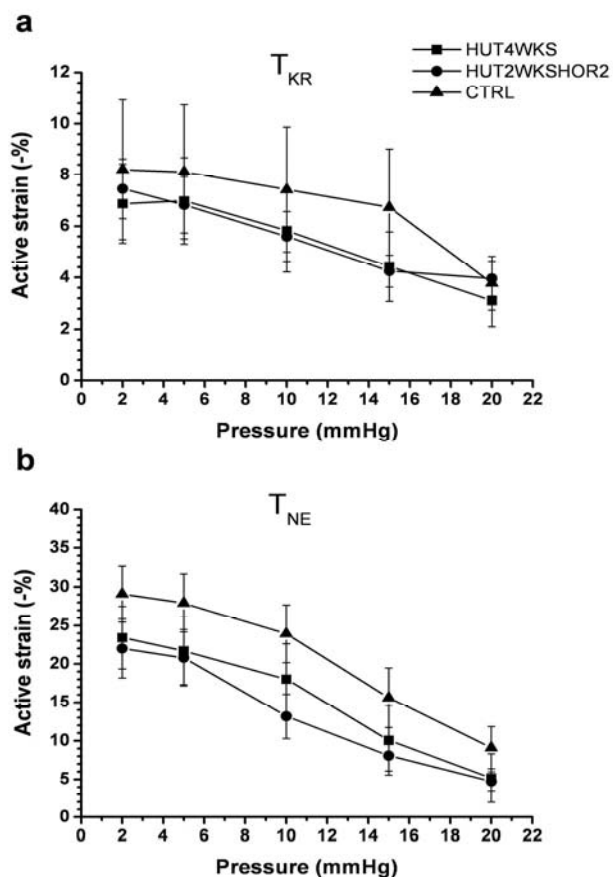 a
T_KR
HUT4WKS
HUT2WKSHOR2
CTRL
12
10
8
6
4
2
0
Active strain (-%)
0 2 4 6 8 10 12 14 16 18 20 22
Pressure (mmHg)
b
T_NE
40
35
30
25
20
15
10
5
0
Active strain (-%)
0 2 4 6 8 10 12 14 16 18 20 22
Pressure (mmHg)